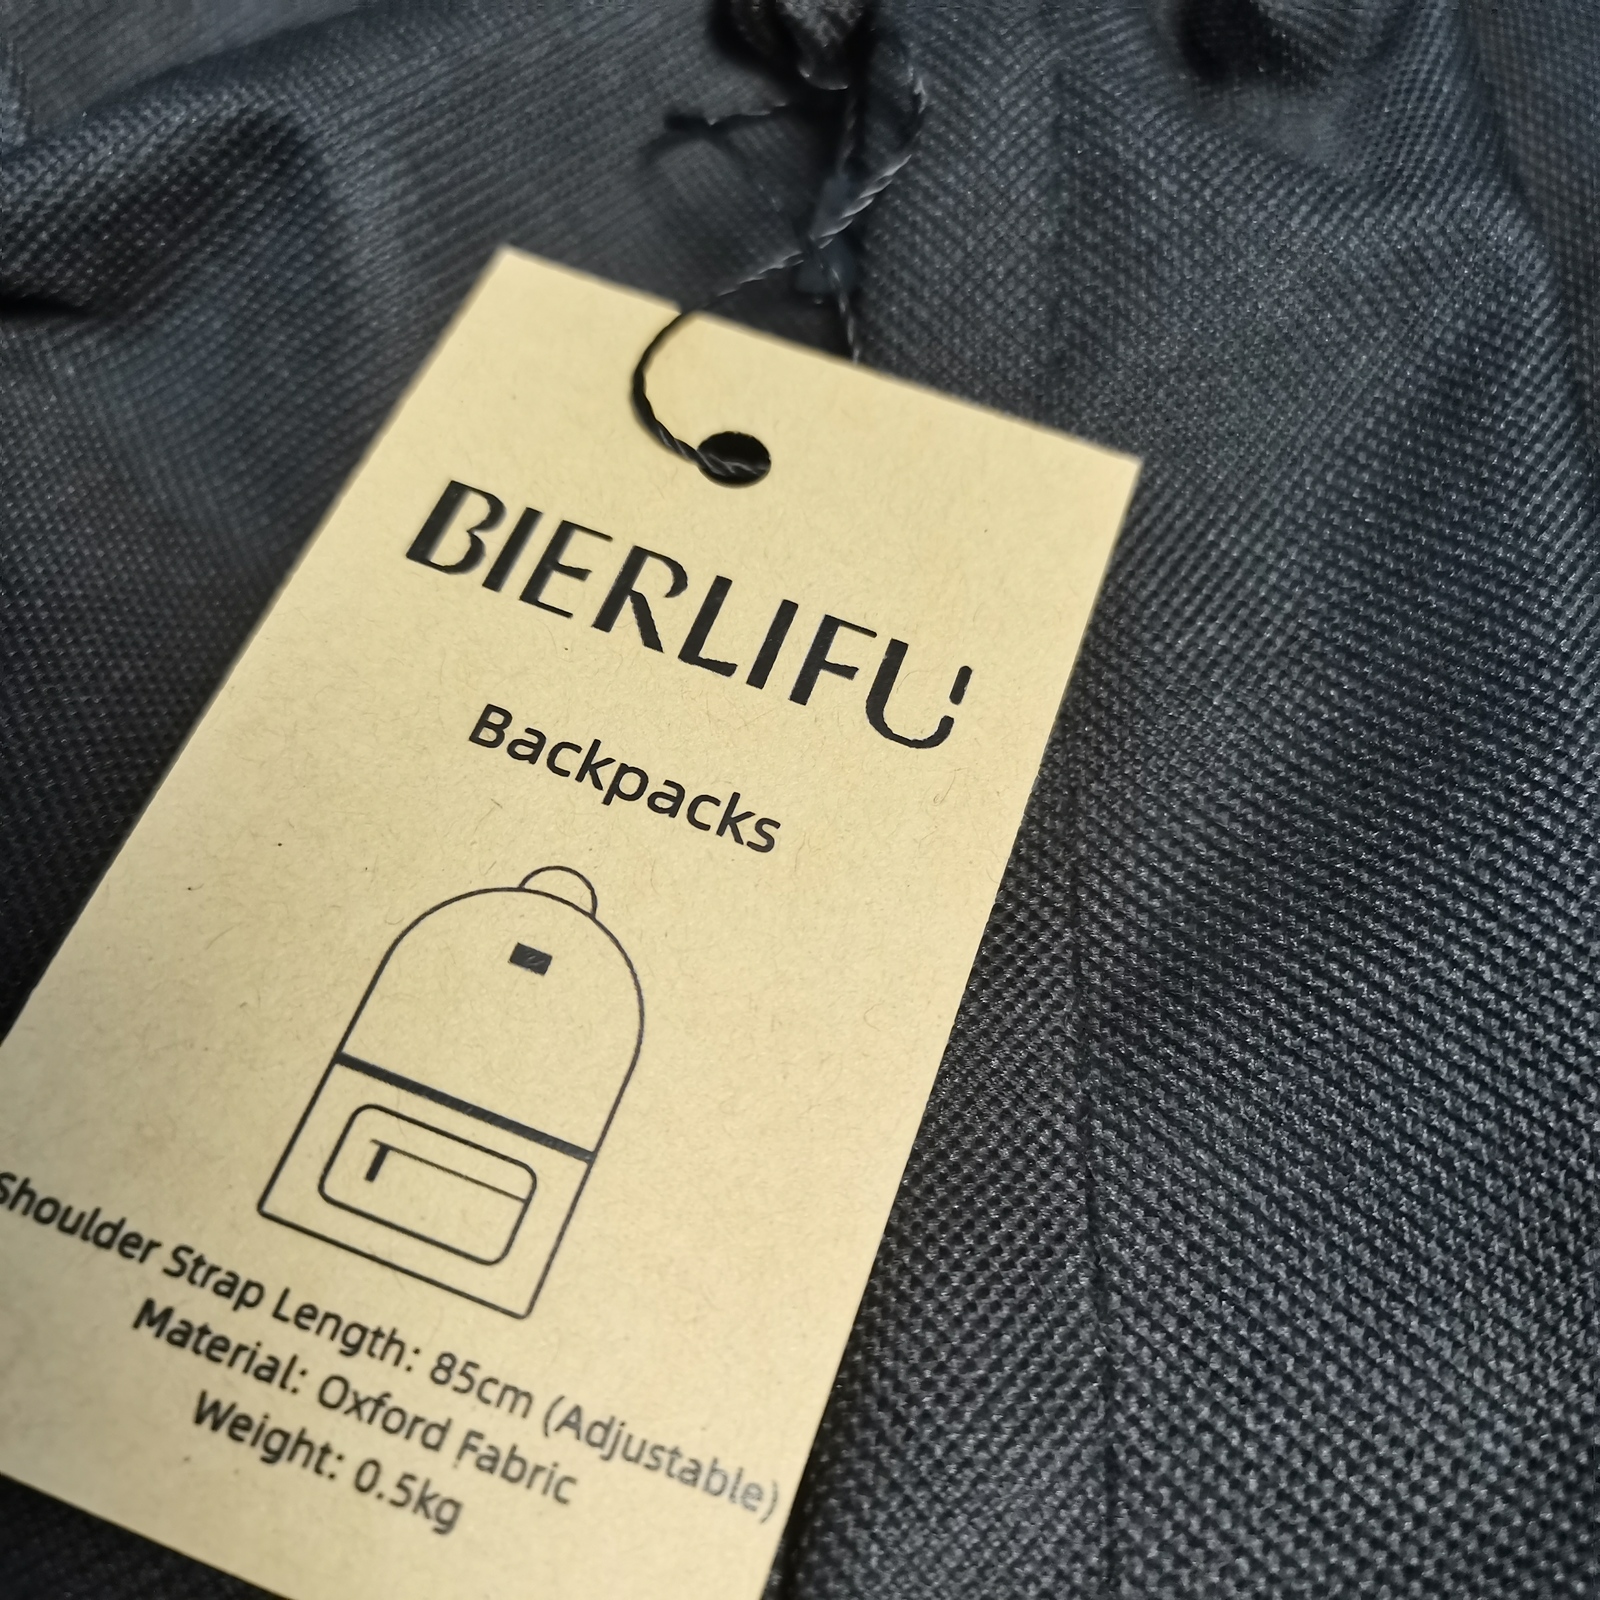 BIERLIFU
Backpacks
Shoulder Strap Length: 85cm (Adjustable)
Material: Oxford Fabric
Weight: 0.5kg